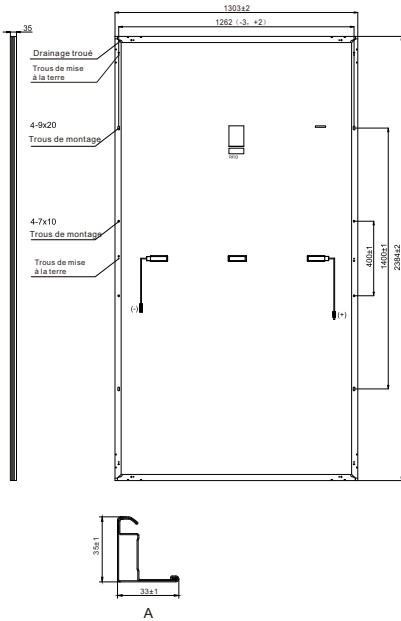 1303±2
1262 (-3, +2)
35
Drainage troué
Trous de mise
à la terre
4-9x20
Trous de montage
RFID
4-7x10
Trous de montage
Trous de mise
à la terre
(-)
(+)
400±1
1400±1
2384±2
35±1
33±1
A